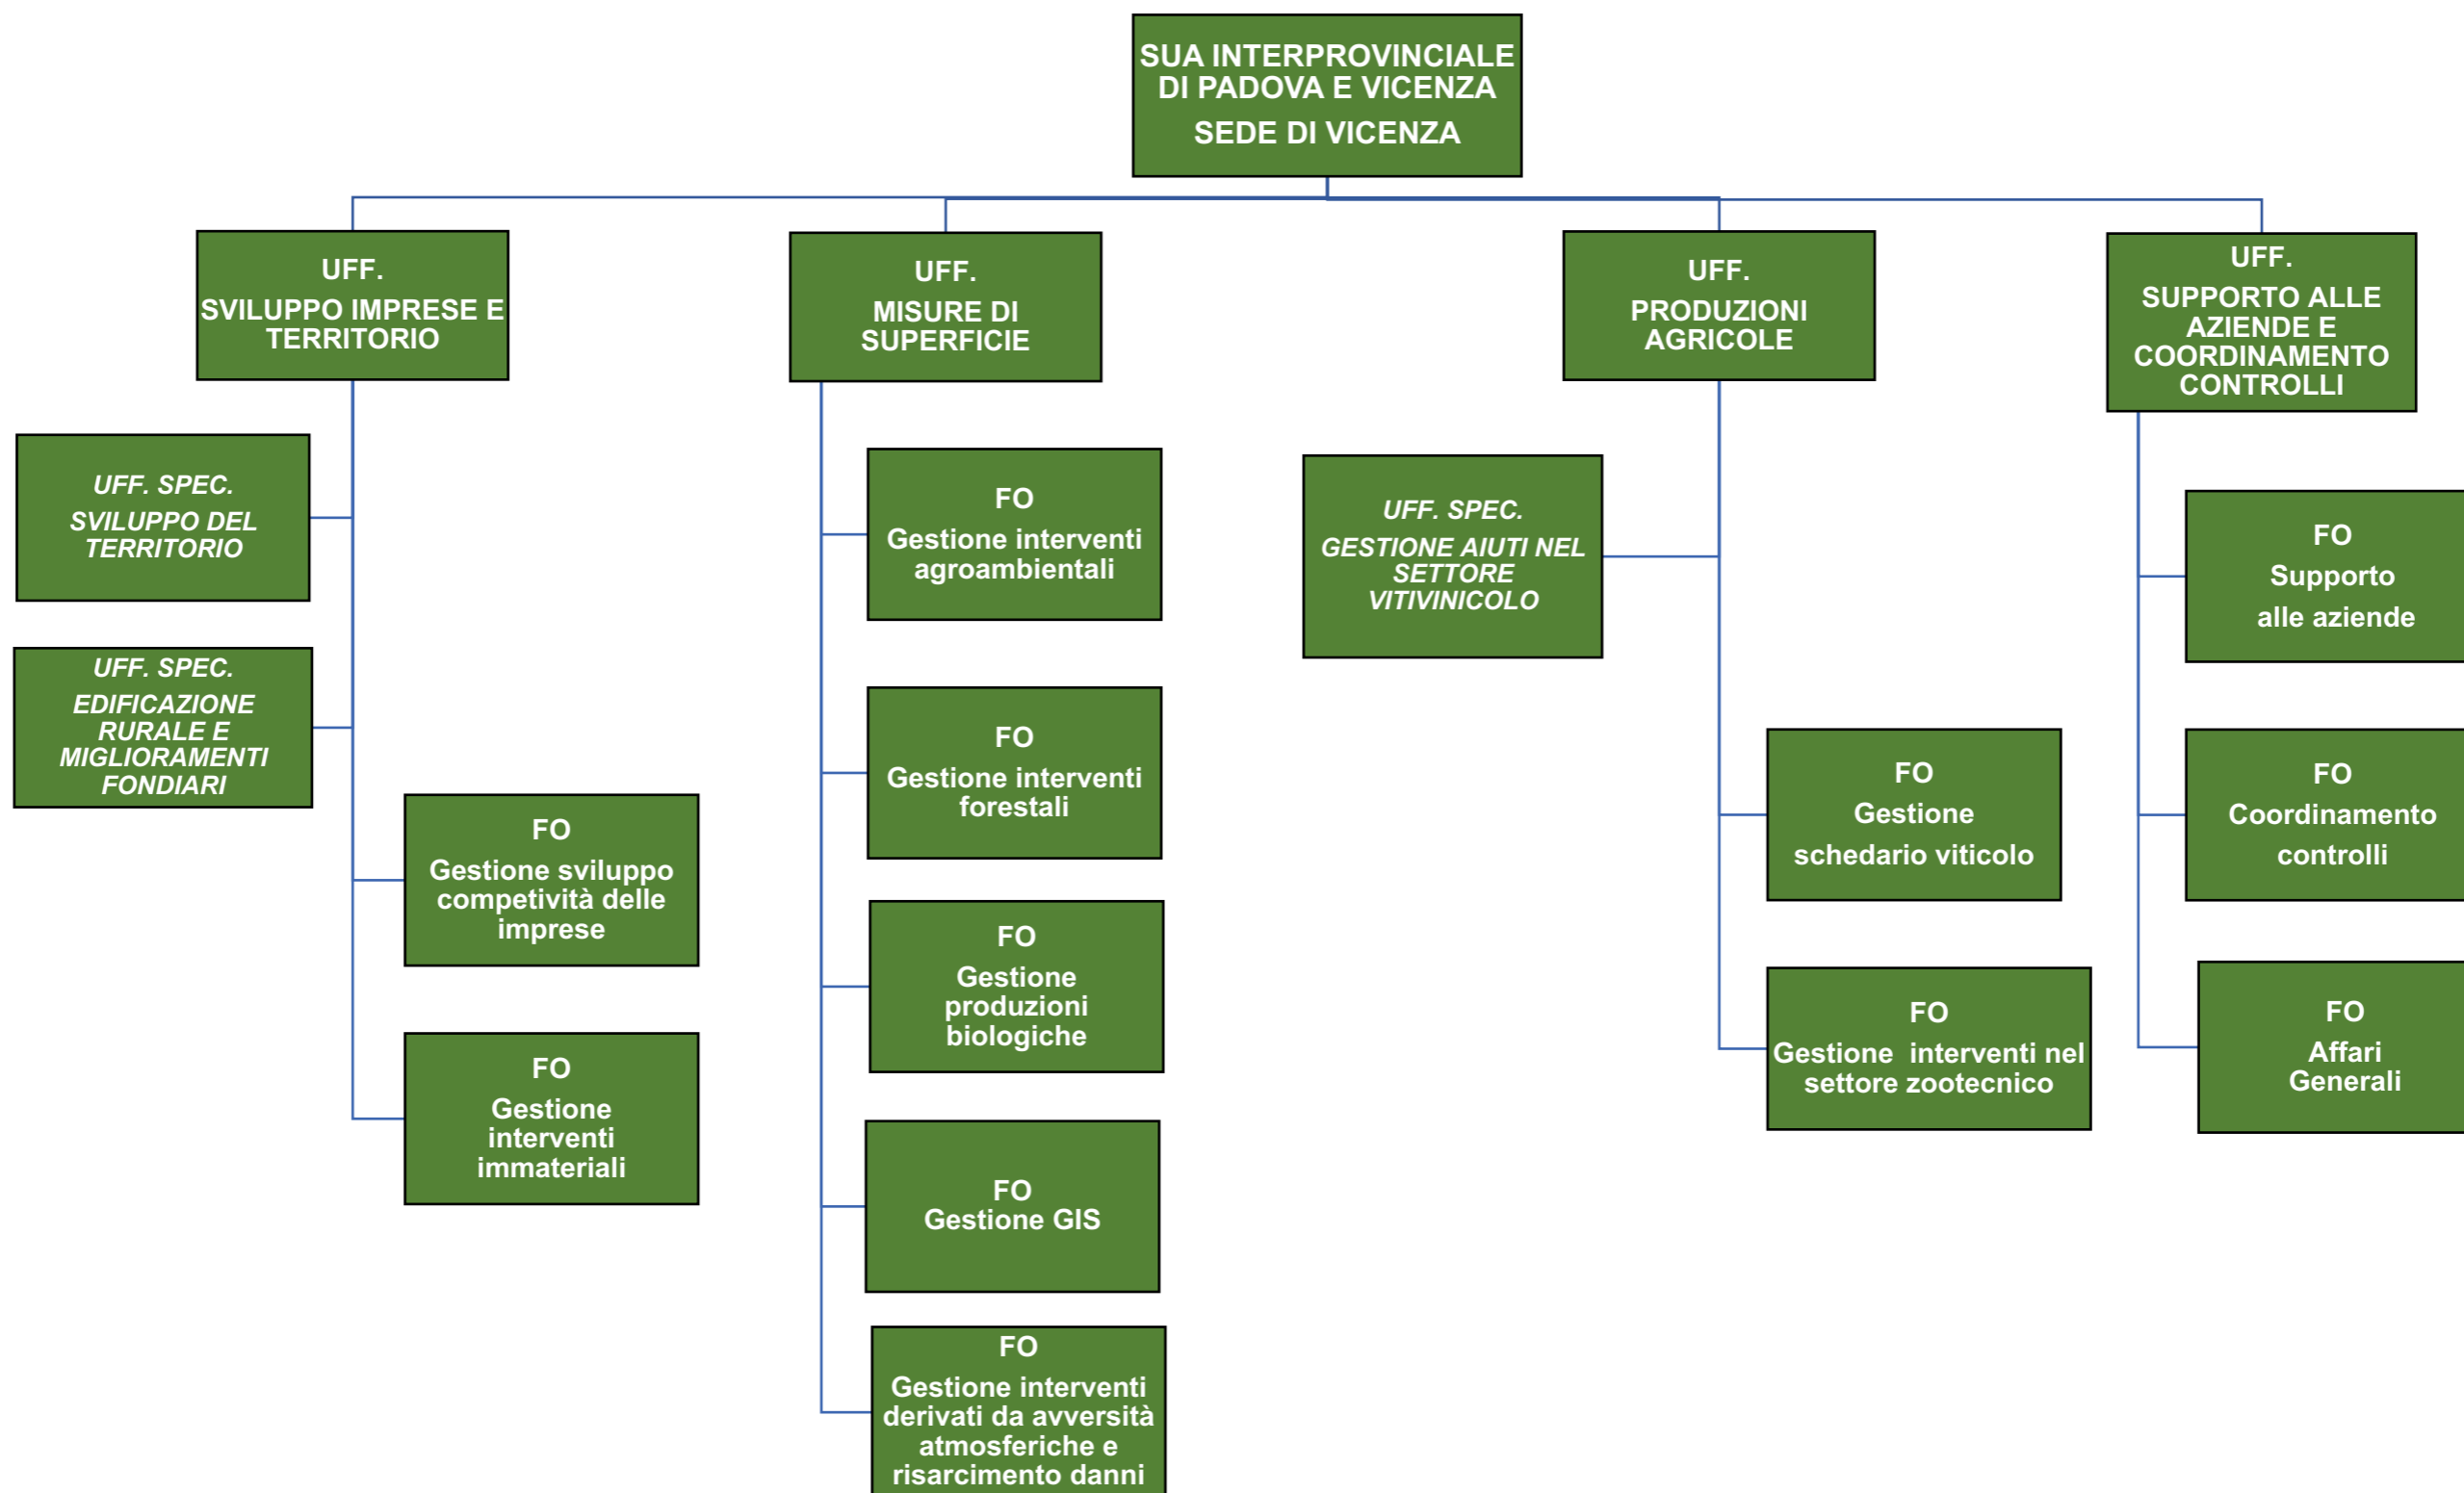 SUA INTERPROVINCIALE
DI PADOVA E VICENZA
SEDE DI VICENZA
UFF.
SVILUPPO IMPRESE E
TERRITORIO
UFF. SPEC.
SVILUPPO DEL
TERRITORIO
UFF. SPEC.
EDIFICAZIONE
RURALE E
MIGLIORAMENTI
FONDIARI
FO
Gestione sviluppo
competività delle
imprese
FO
Gestione
interventi
immateriali
UFF.
MISURE DI
SUPERFICIE
FO
Gestione interventi
agroambientali
FO
Gestione interventi
forestali
FO
Gestione
produzioni
biologiche
FO
Gestione GIS
FO
Gestione interventi
derivati da avversità
atmosferiche e
risarcimento danni
UFF.
PRODUZIONI
AGRICOLE
UFF. SPEC.
GESTIONE AIUTI NEL
SETTORE
VITIVINICOLO
FO
Gestione
schedario viticolo
FO
Gestione  interventi nel
settore zootecnico
UFF.
SUPPORTO ALLE
AZIENDE E
COORDINAMENTO
CONTROLLI
FO
Supporto
alle aziende
FO
Coordinamento
controlli
FO
Affari
Generali